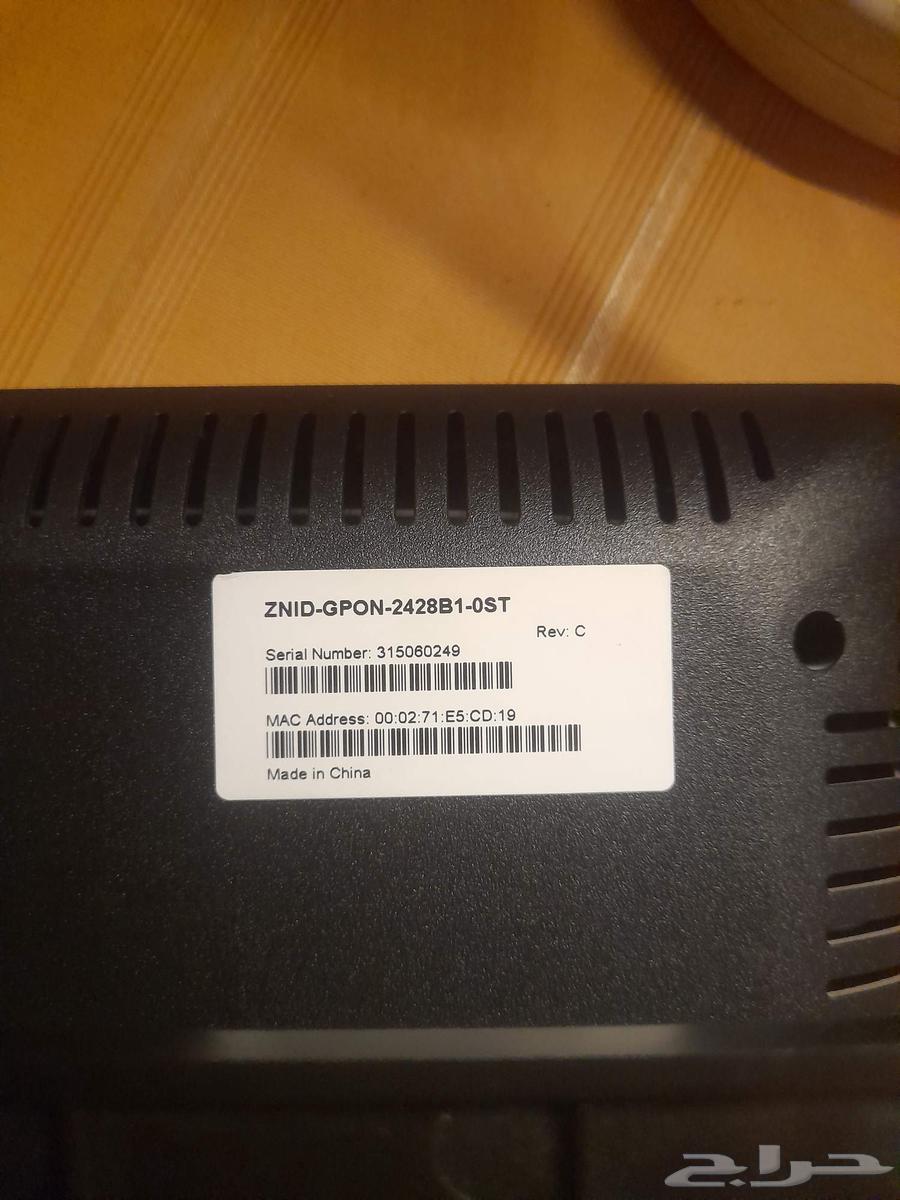 ZNID-GPON-2428B1-0ST
Rev: C
Serial Number: 315060249
MAC Address: 00:02:71:E5:CD:19
Made in China
حراج